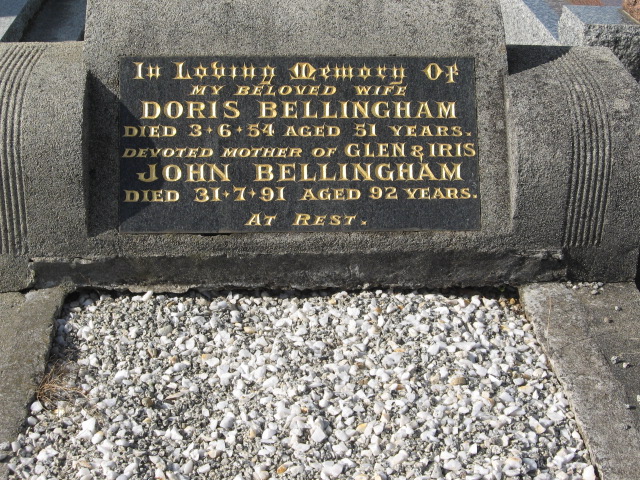 In Loving Memory Of
MY BELOVED WIFE
DORIS BELLINGHAM
DIED 3·6·54 AGED 51 YEARS.
DEVOTED MOTHER OF GLEN & IRIS
JOHN BELLINGHAM
DIED 31·7·91 AGED 92 YEARS.
AT REST.